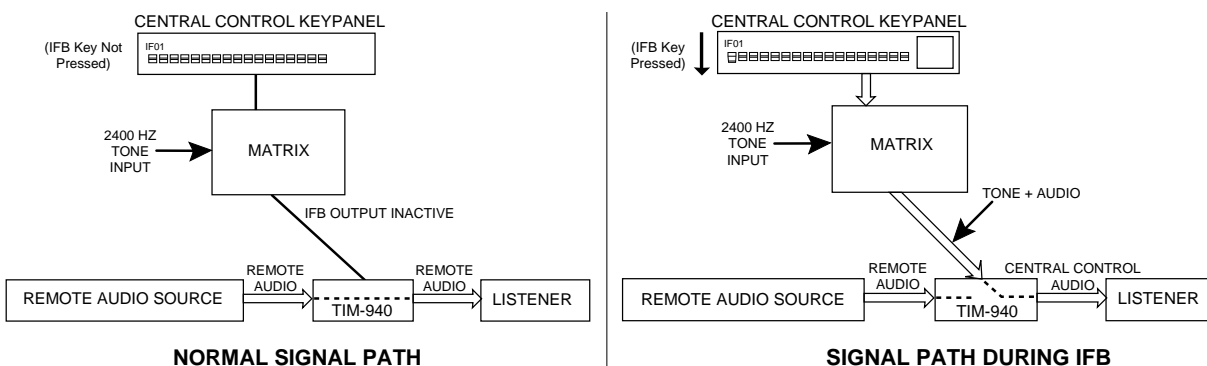 CENTRAL CONTROL KEYPANEL
(IFB Key Not
Pressed)
IF01
2400 HZ
TONE
INPUT
MATRIX
IFB OUTPUT INACTIVE
REMOTE AUDIO SOURCE
REMOTE
AUDIO
TIM-940
REMOTE
AUDIO
LISTENER
NORMAL SIGNAL PATH
CENTRAL CONTROL KEYPANEL
(IFB Key
Pressed)
IF01
2400 HZ
TONE
INPUT
MATRIX
TONE + AUDIO
REMOTE AUDIO SOURCE
REMOTE
AUDIO
TIM-940
CENTRAL CONTROL
AUDIO
LISTENER
SIGNAL PATH DURING IFB